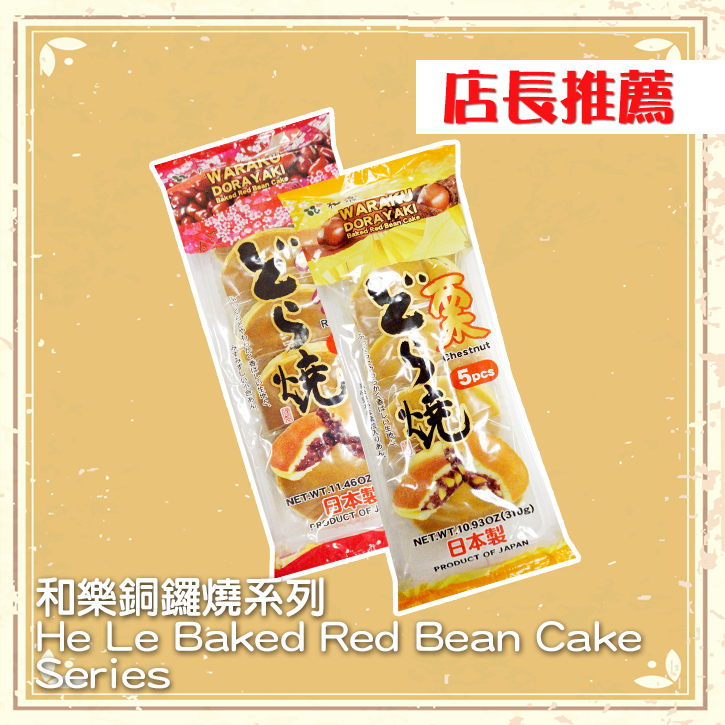 店長推薦
WARAKU
DORAYAKI
Baked Red Bean Cake
どら焼
NET.WT.11.46OZ
日本製
PRODUCT OF J
WARAKU
DORAYAKI
Baked Red Bean Cake
栗
Chestnut
5pcs
どら焼
NET.WT.10.93OZ(310g)
日本製
PRODUCT OF JAPAN
和樂銅鑼燒系列
He Le Baked Red Bean Cake
Series